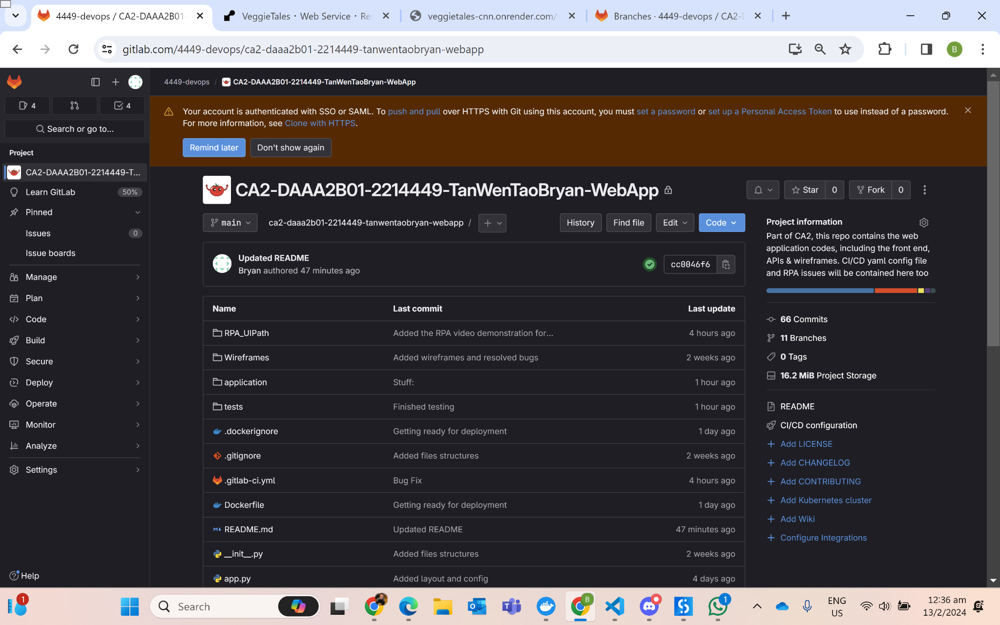 4449-devops / CA2-DAAA2B01-
VeggieTales · Web Service · Re
veggietales-cnn.onrender.com/
Branches · 4449-devops / CA2-D
gitlab.com/4449-devops/ca2-daaa2b01-2214449-tanwentaobryan-webapp
B
4449-devops / CA2-DAAA2B01-2214449-TanWenTaoBryan-WebApp
4
4
Search or go to...
Your account is authenticated with SSO or SAML. To push and pull over HTTPS with Git using this account, you must set a password or set up a Personal Access Token to use instead of a password.
For more information, see Clone with HTTPS.
Remind later
Don't show again
Project
CA2-DAAA2B01-2214449-T...
Learn GitLab 50%
Pinned
Issues 0
Issue boards
Manage
Plan
Code
Build
Secure
Deploy
Operate
Monitor
Analyze
Settings
Help
CA2-DAAA2B01-2214449-TanWenTaoBryan-WebApp
Star 0
Fork 0
main
ca2-daaa2b01-2214449-tanwentaobryan-webapp /
History
Find file
Edit
Code
Updated README
Bryan authored 47 minutes ago
cc0046f6
Name Last commit Last update
RPA_UIPath Added the RPA video demonstration for... 4 hours ago
Wireframes Added wireframes and resolved bugs 2 weeks ago
application Stuff: 1 hour ago
tests Finished testing 1 hour ago
.dockerignore Getting ready for deployment 1 day ago
.gitignore Added files structures 2 weeks ago
.gitlab-ci.yml Bug Fix 4 hours ago
Dockerfile Getting ready for deployment 1 day ago
README.md Updated README 47 minutes ago
__init__.py Added files structures 2 weeks ago
app.py Added layout and config 4 days ago
Project information
Part of CA2, this repo contains the web
application codes, including the front end,
APIs & wireframes. CI/CD yaml config file
and RPA issues will be contained here too
66 Commits
11 Branches
0 Tags
16.2 MiB Project Storage
README
CI/CD configuration
Add LICENSE
Add CHANGELOG
Add CONTRIBUTING
Add Kubernetes cluster
Add Wiki
Configure Integrations
1
Search
B
1
ENG
US
12:36 am
13/2/2024